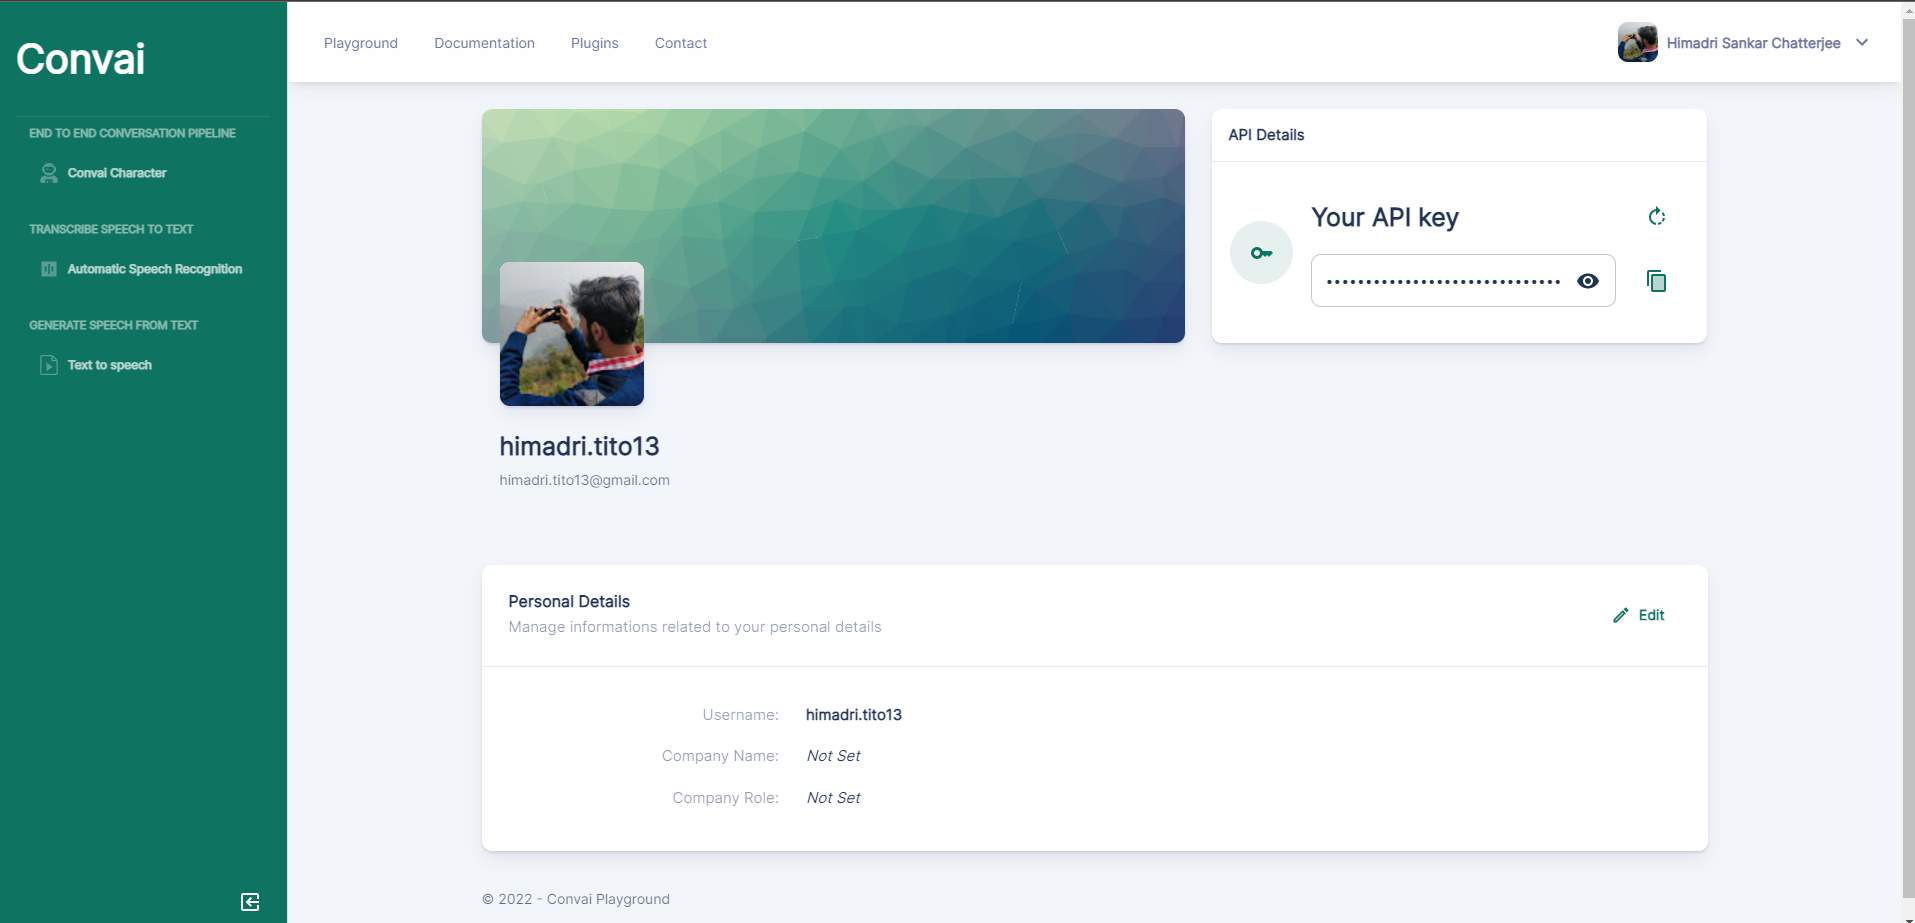 Convai
END TO END CONVERSATION PIPELINE
Convai Character
TRANSCRIBE SPEECH TO TEXT
Automatic Speech Recognition
GENERATE SPEECH FROM TEXT
Text to speech
Playground Documentation Plugins Contact
Himadri Sankar Chatterjee
API Details
Your API key
himadri.tito13
himadri.tito13@gmail.com
Personal Details
Manage informations related to your personal details
Edit
Username: himadri.tito13
Company Name: Not Set
Company Role: Not Set
© 2022 - Convai Playground